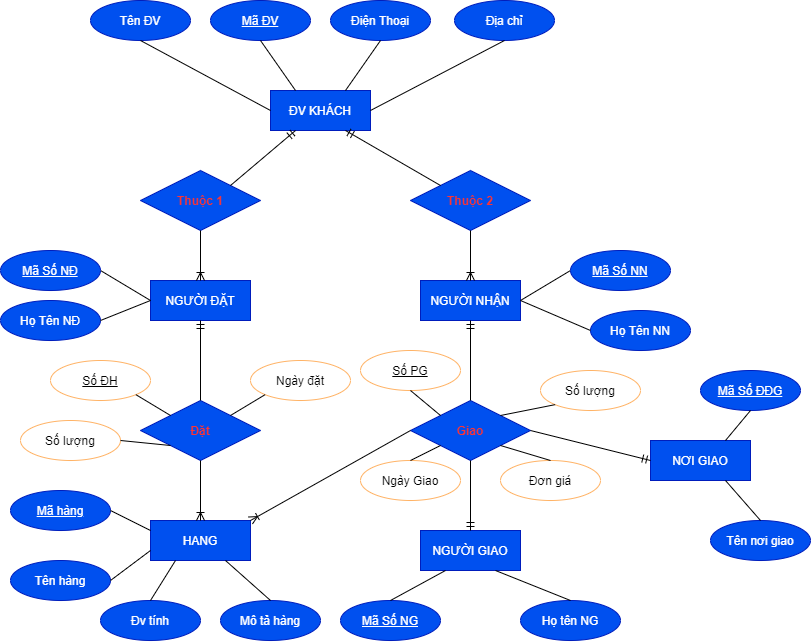 Tên ĐV
Mã ĐV
Điện Thoại
Địa chỉ
ĐV KHÁCH
Thuộc 1
Thuộc 2
Mã Số NĐ
Họ Tên NĐ
NGƯỜI ĐẶT
NGƯỜI NHẬN
Mã Số NN
Họ Tên NN
Số ĐH
Ngày đặt
Số lượng
Đặt
Số PG
Số lượng
Giao
Ngày Giao
Đơn giá
Mã Số ĐĐG
NƠI GIAO
Tên nơi giao
Mã hàng
HANG
Tên hàng
Đv tính
Mô tả hàng
NGƯỜI GIAO
Mã Số NG
Họ tên NG